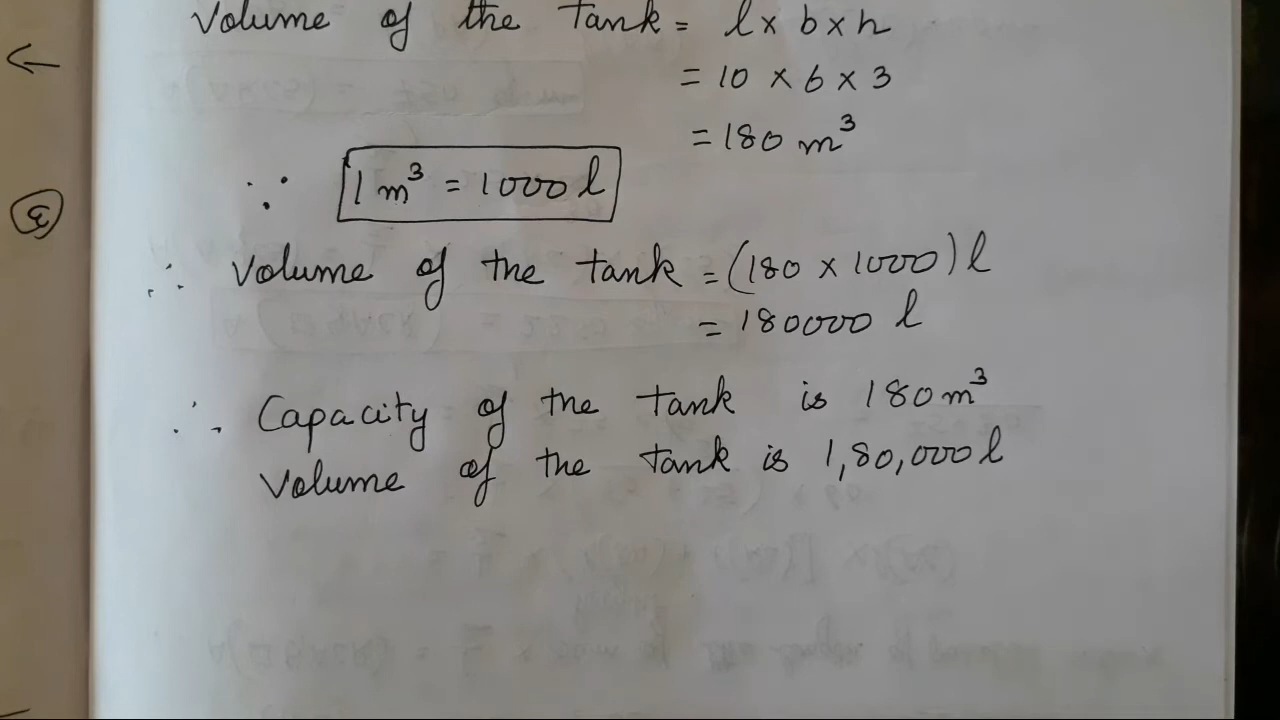 Volume of the Tank = l × b × h
= 10 × 6 × 3
= 180 m³
∵ 1 m³ = 1000 l
∴ Volume of the tank = (180 × 1000) l
= 180000 l
∴ Capacity of the tank is 180 m³
Volume of the tank is 1,80,000 l